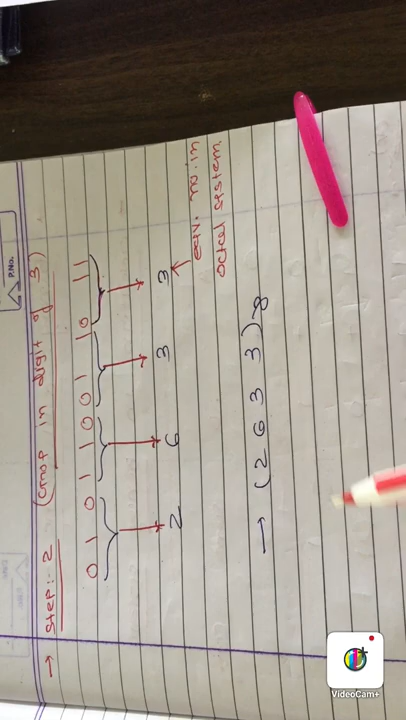 P.No.
→ Step:- 2 (Group in digit of 3)
0 1 0 1 1 0 0 1 1 0 1 1
2 6 3 3
equ. no. in
octal system.
→ (2 6 3 3)8
VideoCam+